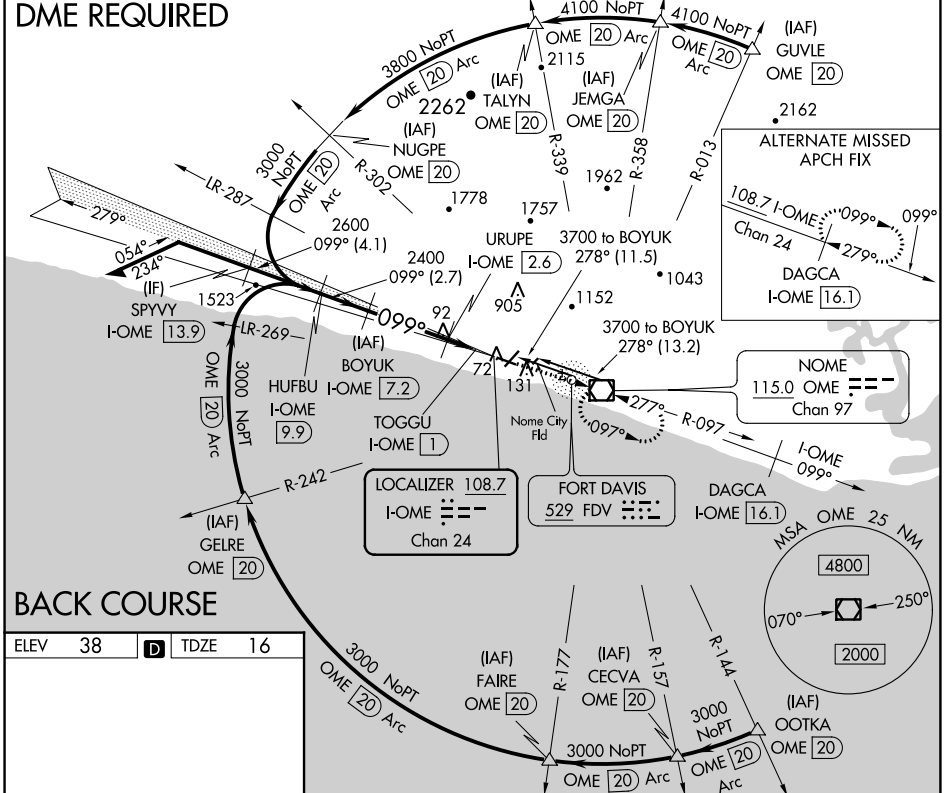 DME REQUIRED
4100 NoPT
OME 20 Arc
4100 NoPT
OME 20
Arc
(IAF)
GUVLE
OME 20
3800 NoPT
OME 20 Arc
2115
(IAF)
TALYN
OME 20
(IAF)
JEMGA
OME 20
2262
2162
(IAF)
NUGPE
OME 20
3000
NoPT
OME 20
Arc
R-302
R-339
R-358
R-013
LR-287
1778
1962
1757
ALTERNATE MISSED
APCH FIX
108.7 I-OME
Chan 24
099°
099°
279°
DAGCA
I-OME 16.1
279°
054°
234°
2600
099° (4.1)
2400
099° (2.7)
URUPE
I-OME 2.6
3700 to BOYUK
278° (11.5)
1043
905
1152
(IF)
SPYVY
I-OME 13.9
1523
LR-269
099°
92
3700 to BOYUK
278° (13.2)
HUFBU
I-OME
9.9
(IAF)
BOYUK
I-OME 7.2
72
131
Nome City
Fld
NOME
115.0 OME
Chan 97
3000 NoPT
OME 20 Arc
TOGGU
I-OME 1
277°
097°
R-097
I-OME
099°
R-242
LOCALIZER 108.7
I-OME
Chan 24
FORT DAVIS
529 FDV
DAGCA
I-OME 16.1
(IAF)
GELRE
OME 20
MSA OME 25 NM
4800
070°
250°
2000
BACK COURSE
ELEV 38 D TDZE 16
3000 NoPT
OME 20 Arc
(IAF)
FAIRE
OME 20
R-177
(IAF)
CECVA
OME 20
R-157
R-144
3000
NoPT
OME 20
Arc
(IAF)
OOTKA
OME 20
3000 NoPT
OME 20 Arc